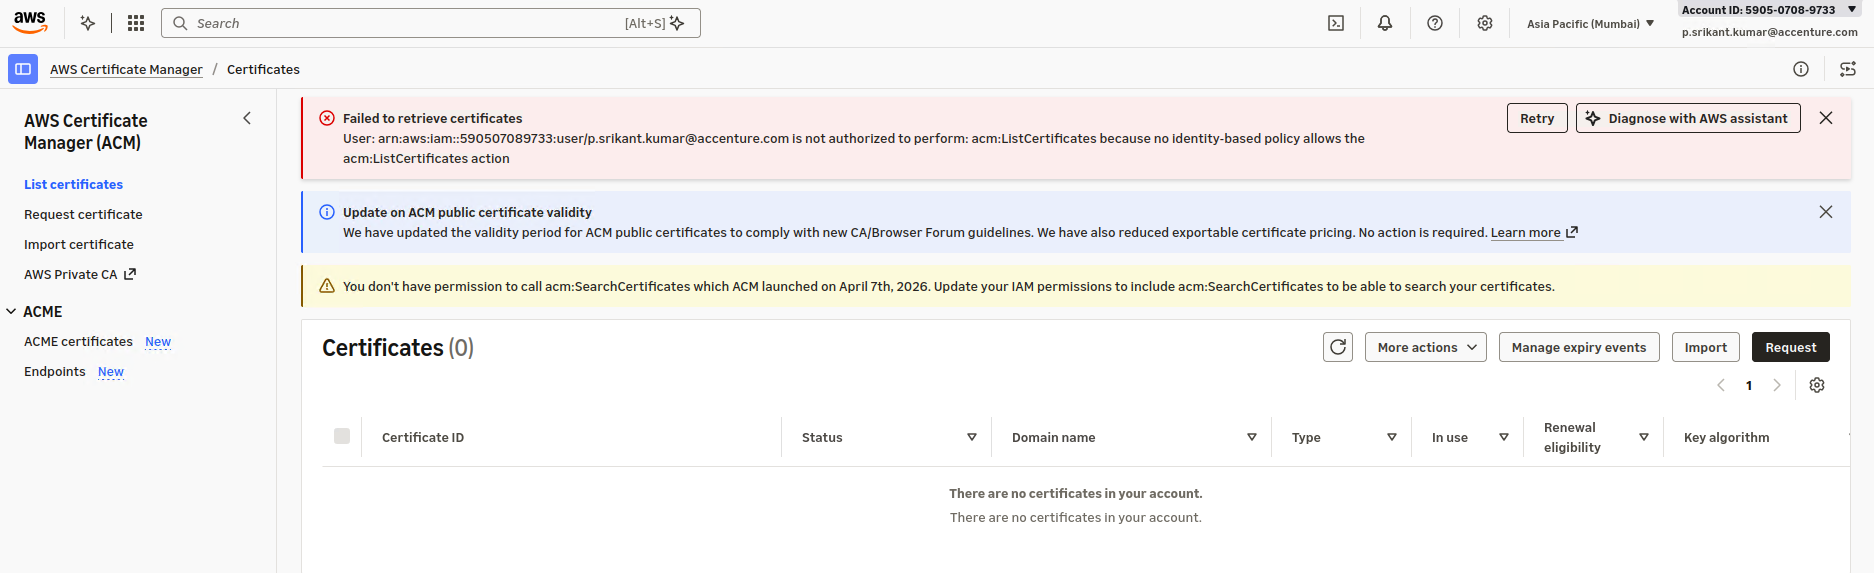 aws
Search
[Alt+S]
Asia Pacific (Mumbai)
Account ID: 5905-0708-9733
p.srikant.kumar@accenture.com
AWS Certificate Manager / Certificates
AWS Certificate
Manager (ACM)
List certificates
Request certificate
Import certificate
AWS Private CA
ACME
ACME certificates New
Endpoints New
Failed to retrieve certificates
User: arn:aws:iam::590507089733:user/p.srikant.kumar@accenture.com is not authorized to perform: acm:ListCertificates because no identity-based policy allows the
acm:ListCertificates action
Retry
Diagnose with AWS assistant
Update on ACM public certificate validity
We have updated the validity period for ACM public certificates to comply with new CA/Browser Forum guidelines. We have also reduced exportable certificate pricing. No action is required. Learn more
You don't have permission to call acm:SearchCertificates which ACM launched on April 7th, 2026. Update your IAM permissions to include acm:SearchCertificates to be able to search your certificates.
Certificates (0)
More actions
Manage expiry events
Import
Request
1
Certificate ID
Status
Domain name
Type
In use
Renewal
eligibility
Key algorithm
There are no certificates in your account.
There are no certificates in your account.